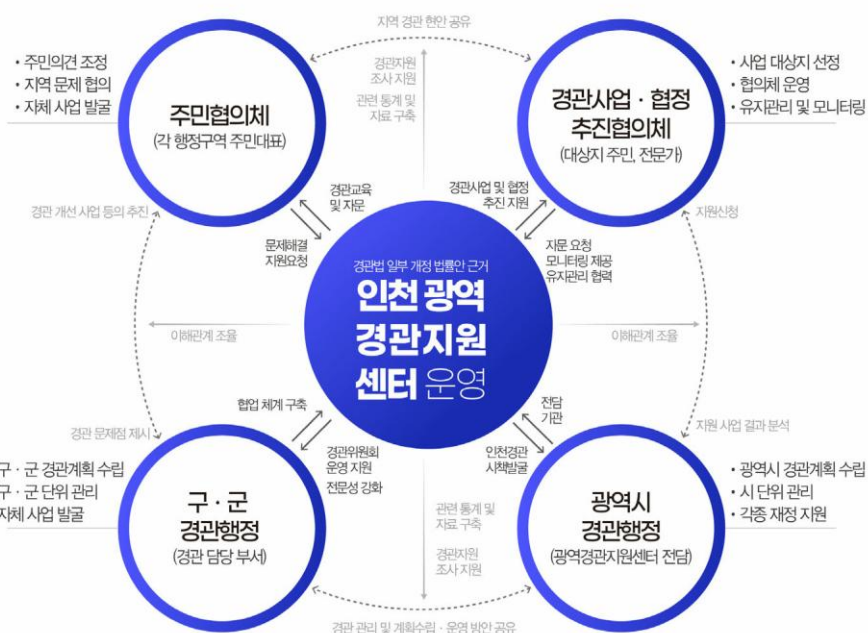 지역 경관 현안 공유
• 주민의견 조정
• 지역 문제 협의
• 자체 사업 발굴
주민협의체
(각 행정구역 주민대표)
경관자원
조사 지원
관련 통계 및
자료 구축
경관사업 · 협정
추진협의체
(대상지 주민, 전문가)
• 사업 대상지 선정
• 협의체 운영
• 유지관리 및 모니터링
경관 개선 사업 등의 추진
경관교육
및 자문
문제해결
지원요청
경관사업 및 협정
추진 지원
자문 요청
모니터링 제공
유지관리 협력
지원신청
경관법 일부 개정 법률안 근거
인천 광역
경관지원
센터 운영
이해관계 조율
이해관계 조율
경관 문제점 제시
협업 체계 구축
경관위원회
운영 지원
전문성 강화
전담
기관
인천경관
시책발굴
지원 사업 결과 분석
구 · 군 경관계획 수립
구 · 군 단위 관리
자체 사업 발굴
구 · 군
경관행정
(경관 담당 부서)
관련 통계 및
자료 구축
경관자원
조사 지원
광역시
경관행정
(광역경관지원센터 전담)
• 광역시 경관계획 수립
• 시 단위 관리
• 각종 재정 지원
경관 관리 및 계획수립 · 운영 방안 공유